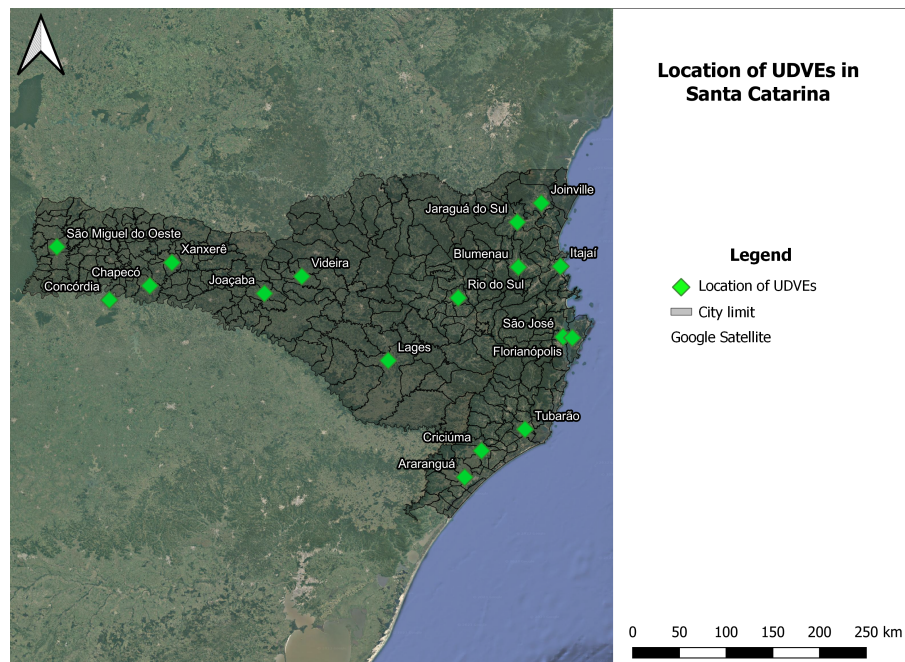 Location of UDVEs in
Santa Catarina
Joinville
Jaraguá do Sul
São Miguel do Oeste
Xanxerê
Blumenau
Itajaí
Videira
Chapecó
Joaçaba
Concórdia
Rio do Sul
São José
Florianópolis
Lages
Tubarão
Criciúma
Araranguá
Legend
Location of UDVEs
City limit
Google Satellite
0 50 100 150 200 250 km